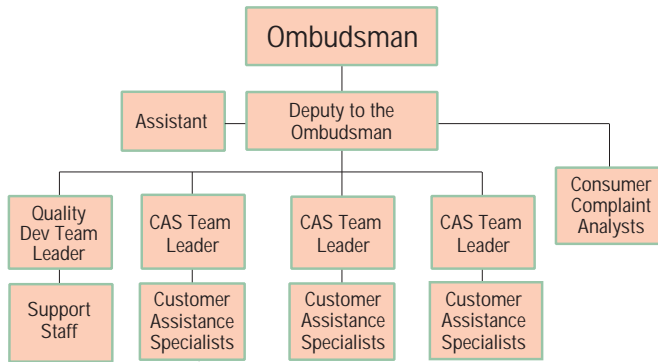 Ombudsman
Assistant
Deputy to the
Ombudsman
Consumer
Complaint
Analysts
Quality
Dev Team
Leader
CAS Team
Leader
CAS Team
Leader
CAS Team
Leader
Support
Staff
Customer
Assistance
Specialists
Customer
Assistance
Specialists
Customer
Assistance
Specialists